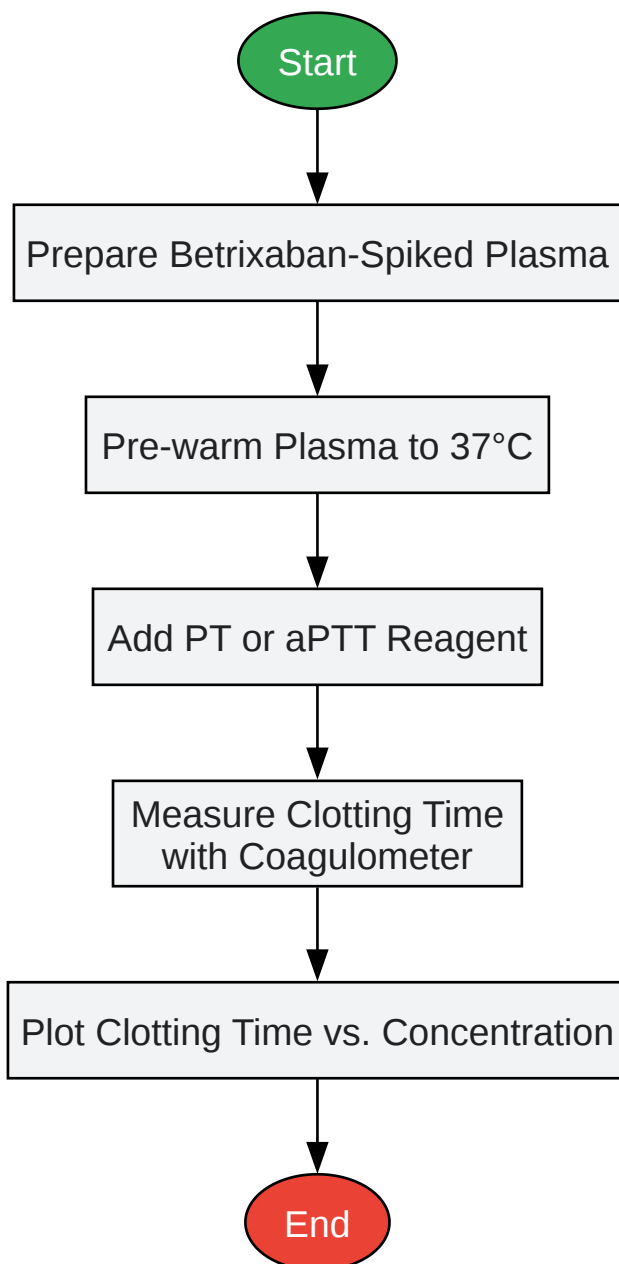 Start
Prepare Betrixaban-Spiked Plasma
Pre-warm Plasma to 37°C
Add PT or aPTT Reagent
Measure Clotting Time
with Coagulometer
Plot Clotting Time vs. Concentration
End